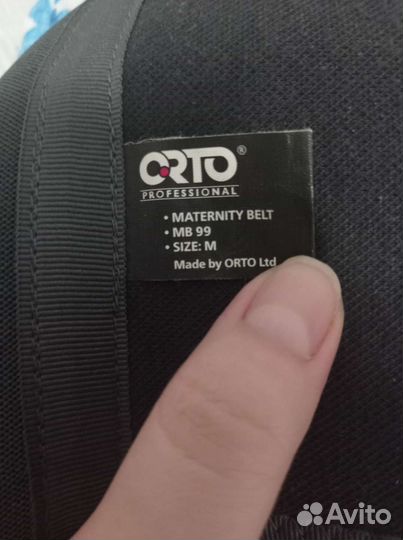 ORTO®
PROFESSIONAL
• MATERNITY BELT
• MB 99
• SIZE: M
Made by ORTO Ltd
Avito